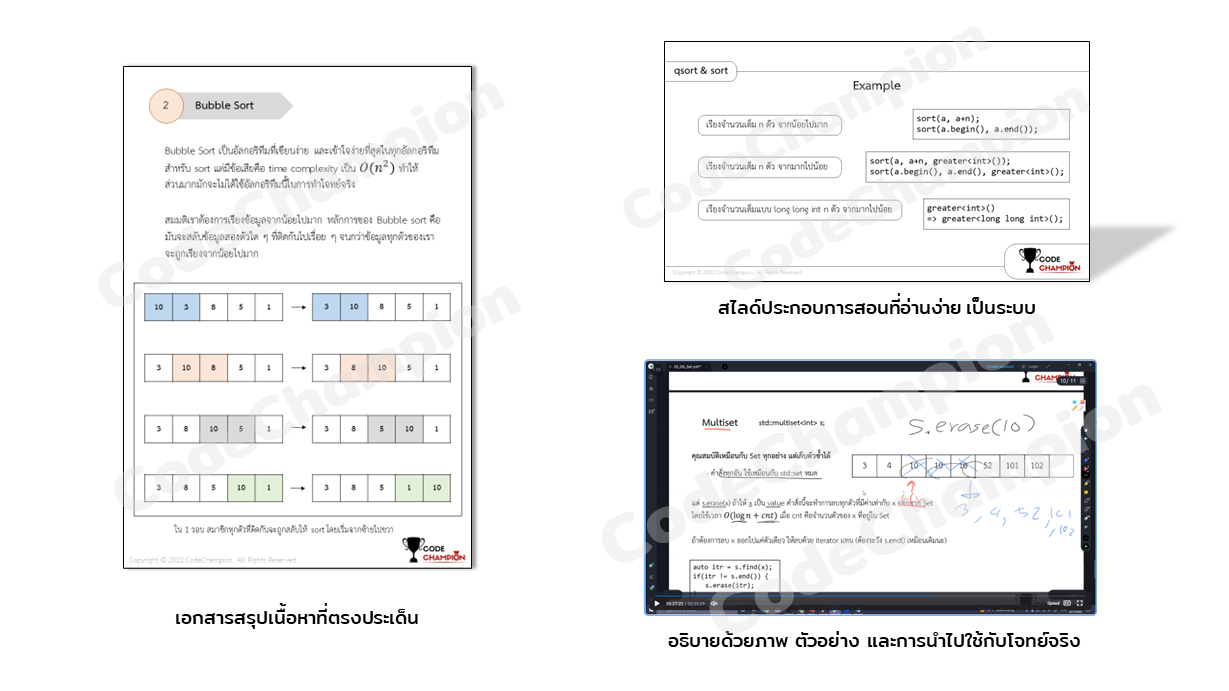 2
Bubble Sort
Bubble Sort เป็นอัลกอริทึมที่เขียนง่าย และเข้าใจง่ายที่สุดในทุกอัลกอริทึม
สำหรับ sort แต่มีข้อเสียคือ time complexity เป็น O(n²) ทำให้
ส่วนมากมักจะไม่ได้ใช้อัลกอริทึมนี้ในการทำโจทย์จริง
สมมติเราต้องการเรียงข้อมูลจากน้อยไปมาก หลักการของ Bubble sort คือ
มันจะสลับข้อมูลสองตัวใด ๆ ที่ติดกันไปเรื่อย ๆ จนกว่าข้อมูลทุกตัวของเรา
จะถูกเรียงจากน้อยไปมาก
10 3 8 5 1 → 3 10 8 5 1
3 10 8 5 1 → 3 8 10 5 1
3 8 10 5 1 → 3 8 5 10 1
3 8 5 10 1 → 3 8 5 1 10
ใน 1 รอบ สมาชิกทุกตัวที่ติดกันจะถูกสลับให้ sort โดยเริ่มจากซ้ายไปขวา
Copyright © 2022 CodeChampion. All Rights Reserved.
CODE
CHAMPION
เอกสารสรุปเนื้อหาที่ตรงประเด็น
qsort & sort
Example
เรียงจำนวนเต็ม n ตัว จากน้อยไปมาก
sort(a, a+n);
sort(a.begin(), a.end());
เรียงจำนวนเต็ม n ตัว จากมากไปน้อย
sort(a, a+n, greater<int>());
sort(a.begin(), a.end(), greater<int>();
เรียงจำนวนเต็มแบบ long long int n ตัว จากมากไปน้อย
greater<int>()
=> greater<long long int>();
Copyright © 2022 CodeChampion. All Rights Reserved.
CODE
CHAMPION
สไลด์ประกอบการสอนที่อ่านง่าย เป็นระบบ
CHAMPION
10/ 11
Multiset std::multiset<int> s;
s.erase(10)
คุณสมบัติเหมือนกับ Set ทุกอย่าง แต่เก็บตัวซ้ำได้
- คำสั่งทุกอัน ใช้เหมือนกับ std::set หมด
3 4 10 10 10 52 101 102
แต่ s.erase(x) ถ้าให้ x เป็น value คำสั่งนี้จะทำการลบทุกตัวที่มีค่าเท่ากับ x ออกจาก Set
โดยใช้เวลา O(log n + cnt) เมื่อ cnt คือจำนวนตัวของ x ที่อยู่ใน Set
3, 4, 52, 101
, 102
ถ้าต้องการลบ x ออกไปแค่ตัวเดียว ให้ลบด้วย iterator แทน (ต้องระวัง s.end() เหมือนเดิมนะ)
auto itr = s.find(x);
if(itr != s.end()) {
s.erase(itr);
Speed
อธิบายด้วยภาพ ตัวอย่าง และการนำไปใช้กับโจทย์จริง
CodeChampion
CodeChampion
CodeChampion
CodeChampion
CodeChampion
CodeChampion